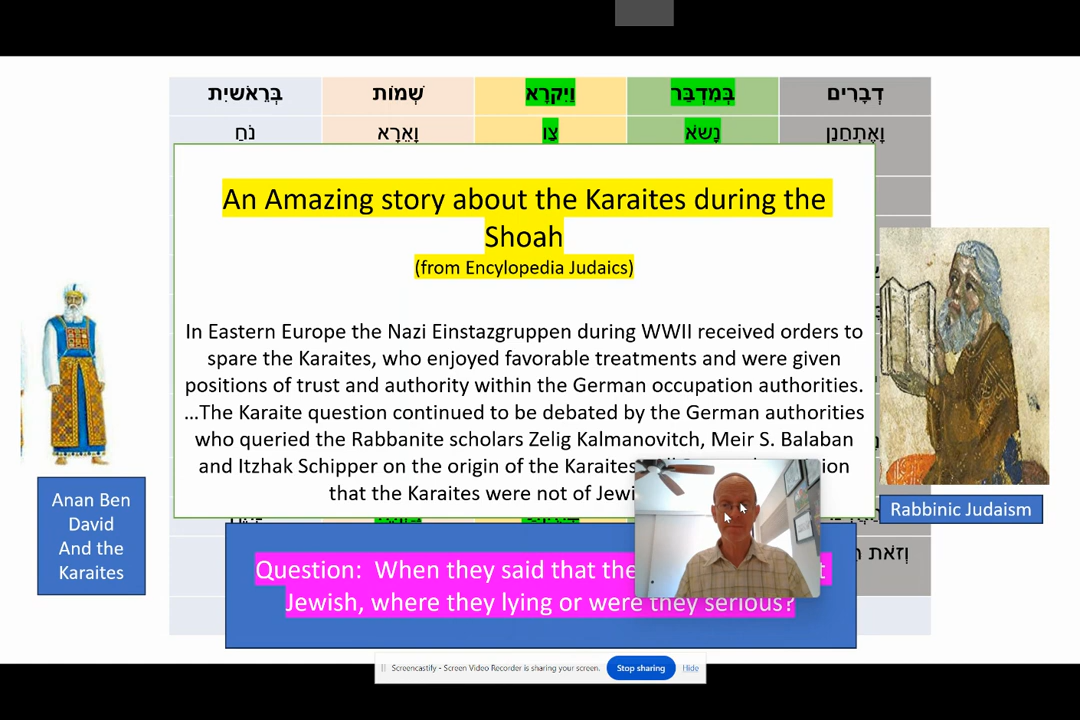 בְּרֵאשִׁית
שְׁמוֹת
וַיִּקְרָא
בְּמִדְבַּר
דְבָרִים
נֹחַ
וָאֵרָא
צַו
נָשֹׂא
וָאֶתְחַנַּן
An Amazing story about the Karaites during the
Shoah
(from Encylopedia Judaics)
In Eastern Europe the Nazi Einstazgruppen during WWII received orders to
spare the Karaites, who enjoyed favorable treatments and were given
positions of trust and authority within the German occupation authorities.
...The Karaite question continued to be debated by the German authorities
who queried the Rabbanite scholars Zelig Kalmanovitch, Meir S. Balaban
and Itzhak Schipper on the origin of the Karaites
that the Karaites were not of
Anan Ben
David
And the
Karaites
Rabbinic Judaism
וְזֹאת
Question: When they said that
Jewish, where they lying or were they serious?
Screencastify - Screen Video Recorder is sharing your screen.
Stop sharing
Hide